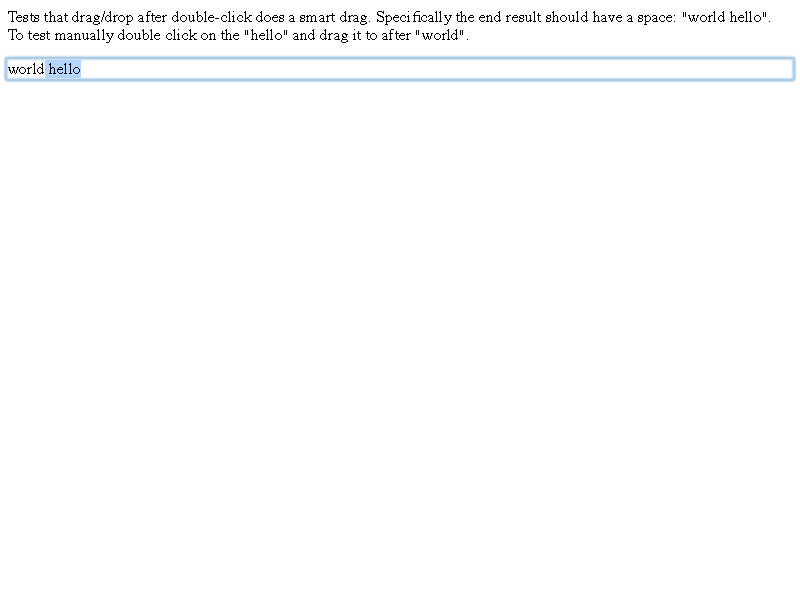 Tests that drag/drop after double-click does a smart drag. Specifically the end result should have a space: "world hello".
To test manually double click on the "hello" and drag it to after "world".
world hello